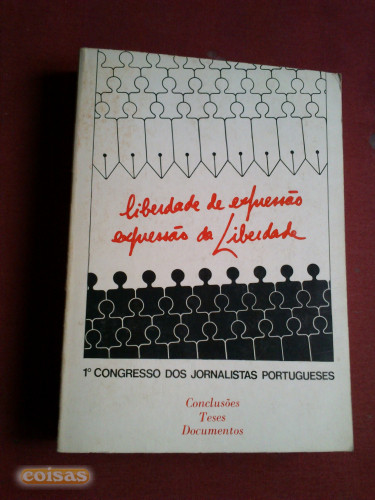 liberdade de expressão
expressão da Liberdade
1º CONGRESSO DOS JORNALISTAS PORTUGUESES
Conclusões
Teses
Documentos
coisas